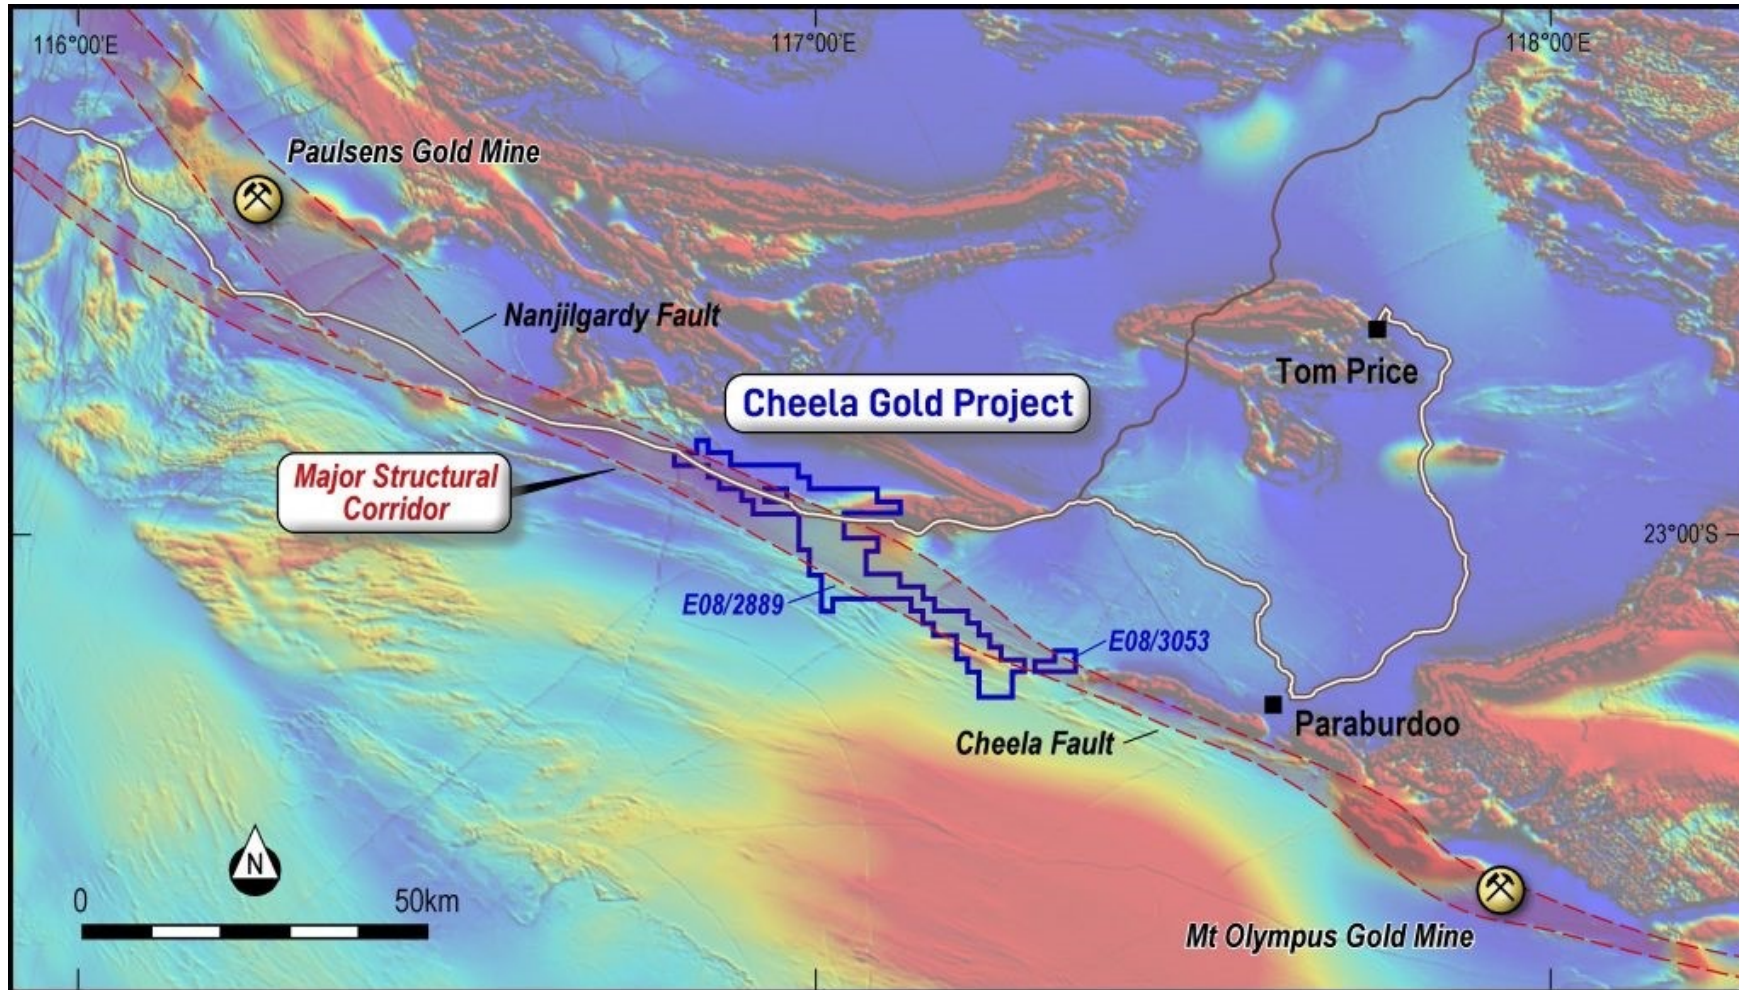 116°00'E
117°00'E
118°00'E
Paulsens Gold Mine
Nanjilgardy Fault
Tom Price
Cheela Gold Project
Major Structural
Corridor
23°00'S
E08/2889
E08/3053
Paraburdoo
Cheela Fault
N
0
50km
Mt Olympus Gold Mine